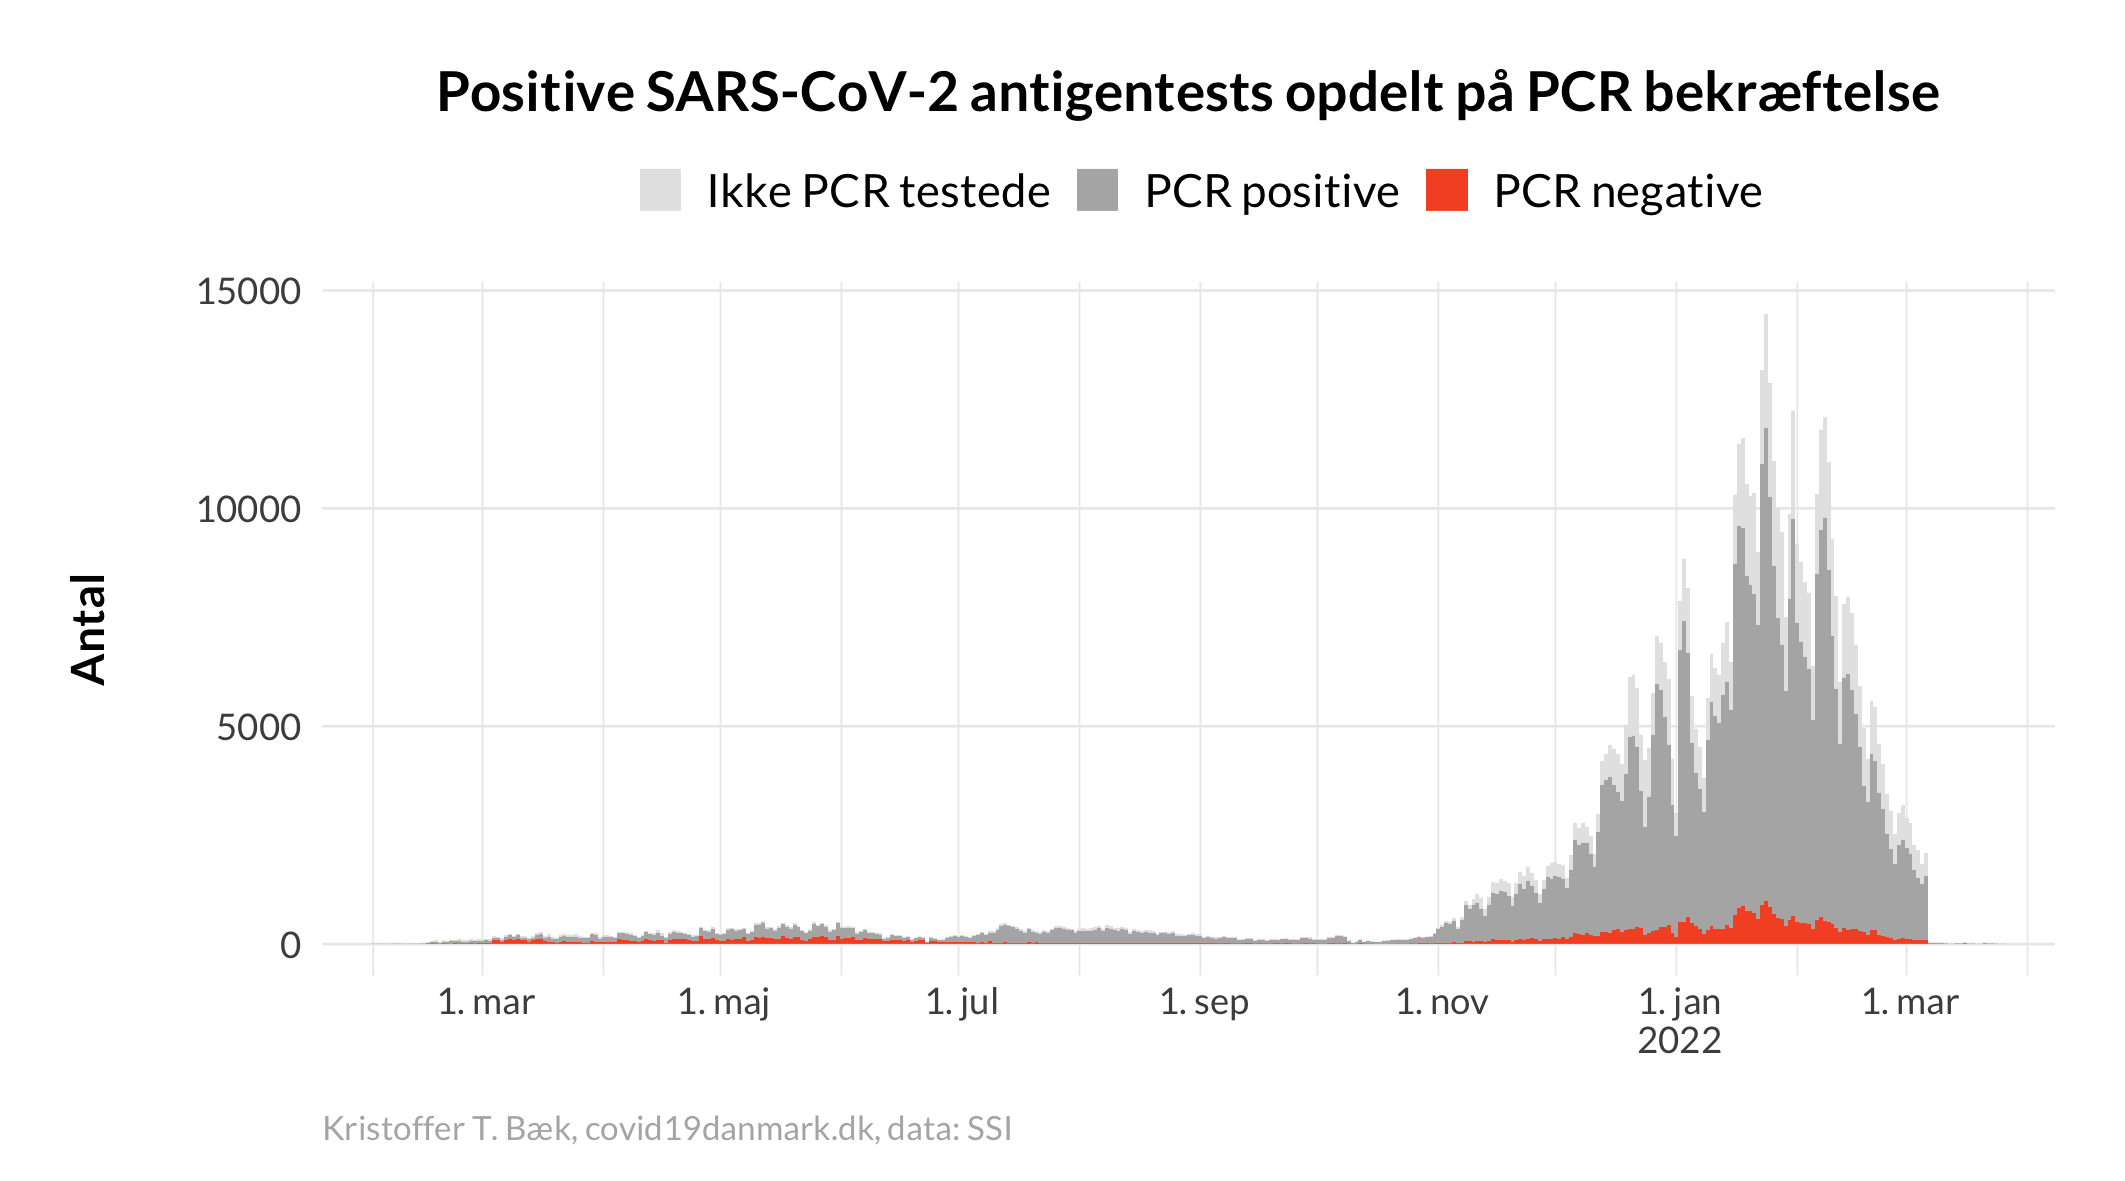 Positive SARS-CoV-2 antigentests opdelt på PCR bekræftelse
Ikke PCR testede PCR positive PCR negative
15000
10000
5000
0
Antal
1. mar 1. maj 1. jul 1. sep 1. nov 1. jan 1. mar
2022
Kristoffer T. Bæk, covid19danmark.dk, data: SSI